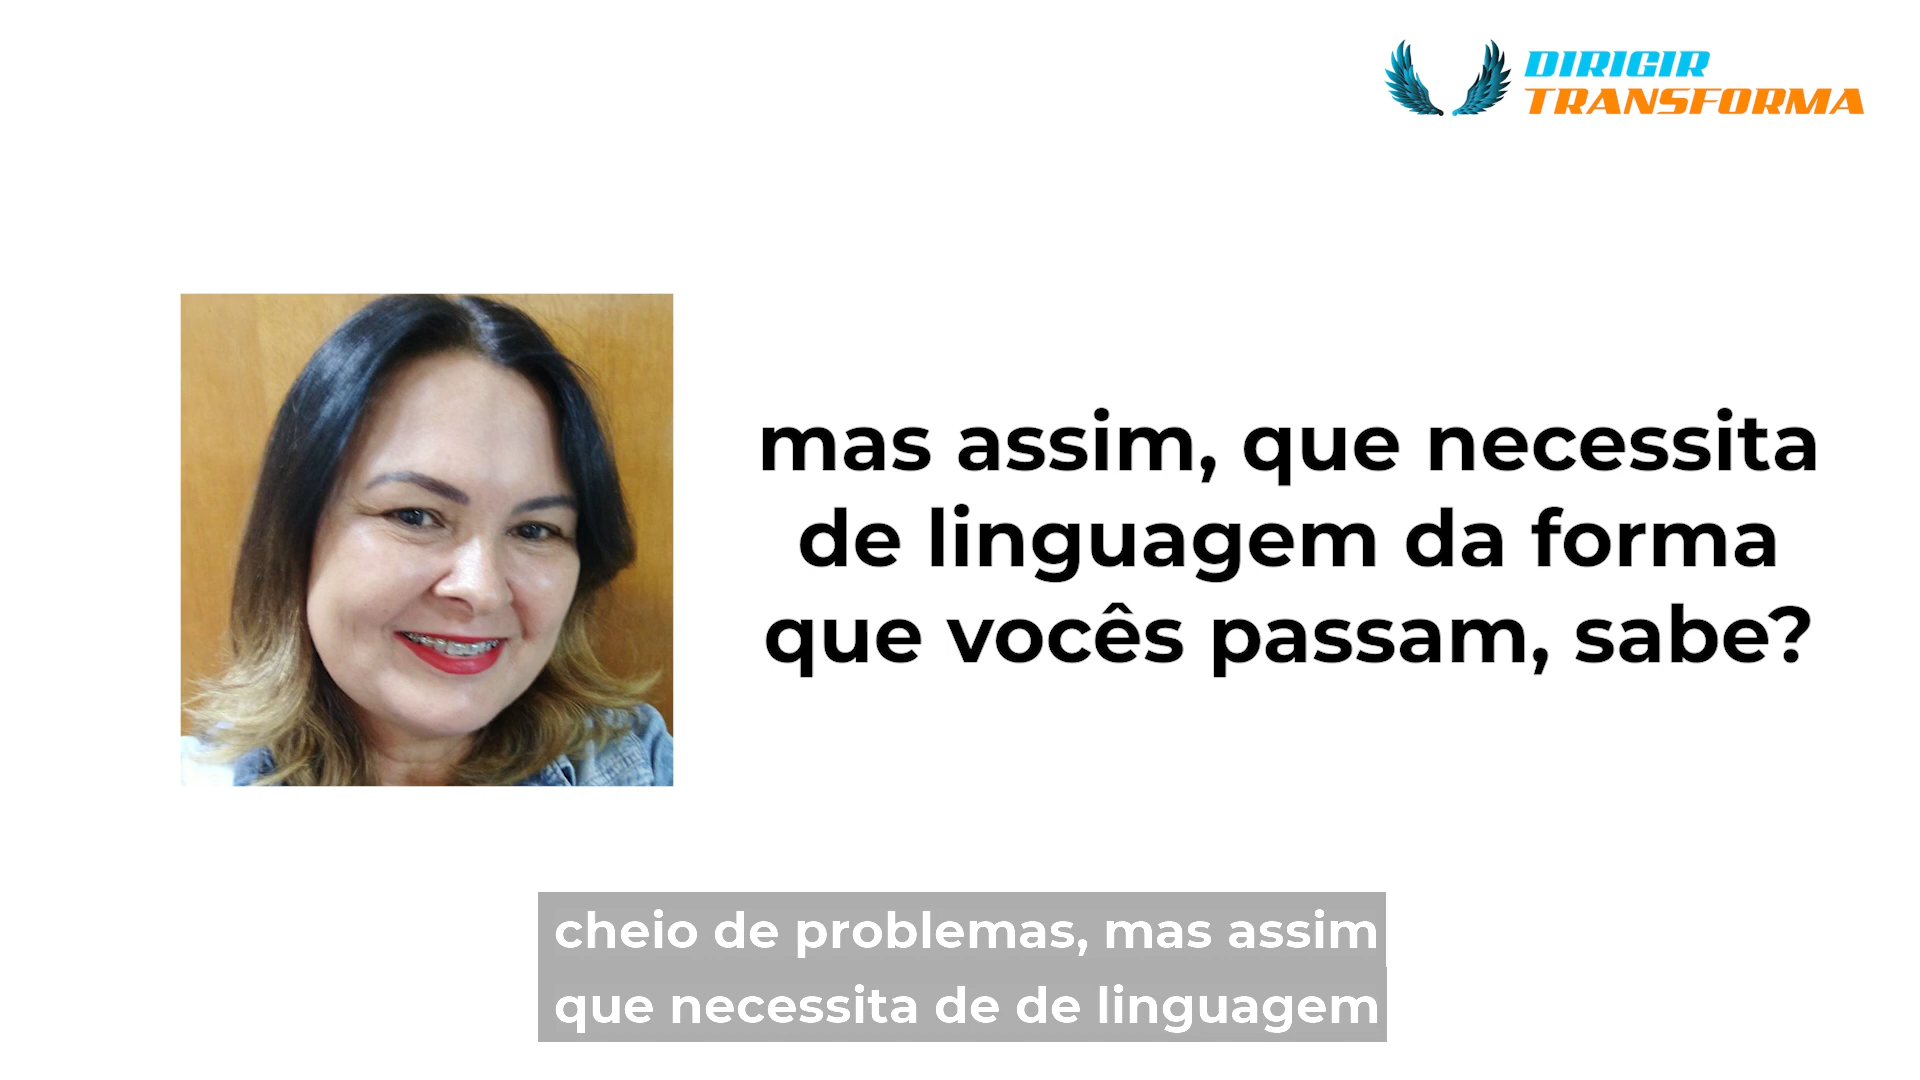 DIRIGIR
TRANSFORMA
mas assim, que necessita
de linguagem da forma
que vocês passam, sabe?
cheio de problemas, mas assim
que necessita de de linguagem